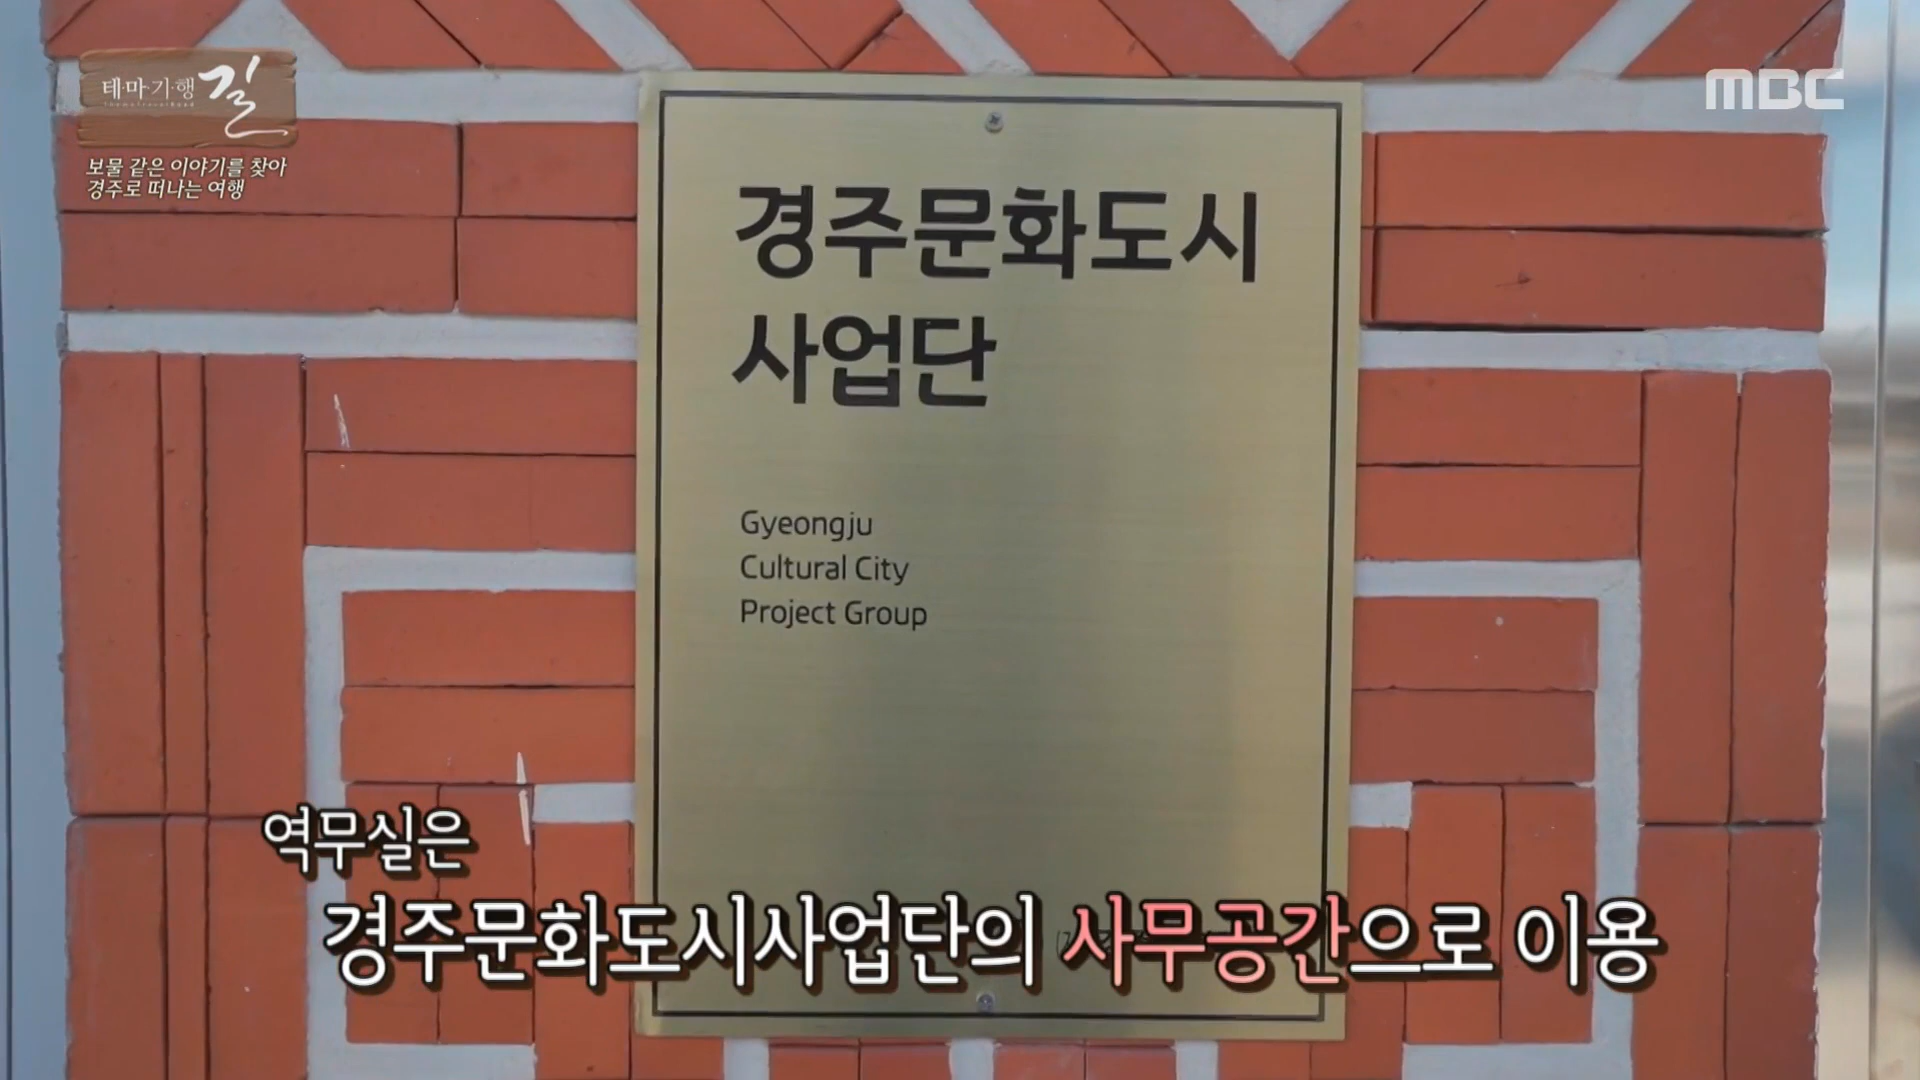 테·마·기·행 길
보물 같은 이야기를 찾아
경주로 떠나는 여행
MBC
경주문화도시
사업단
Gyeongju
Cultural City
Project Group
역무실은
경주문화도시사업단의 사무공간으로 이용